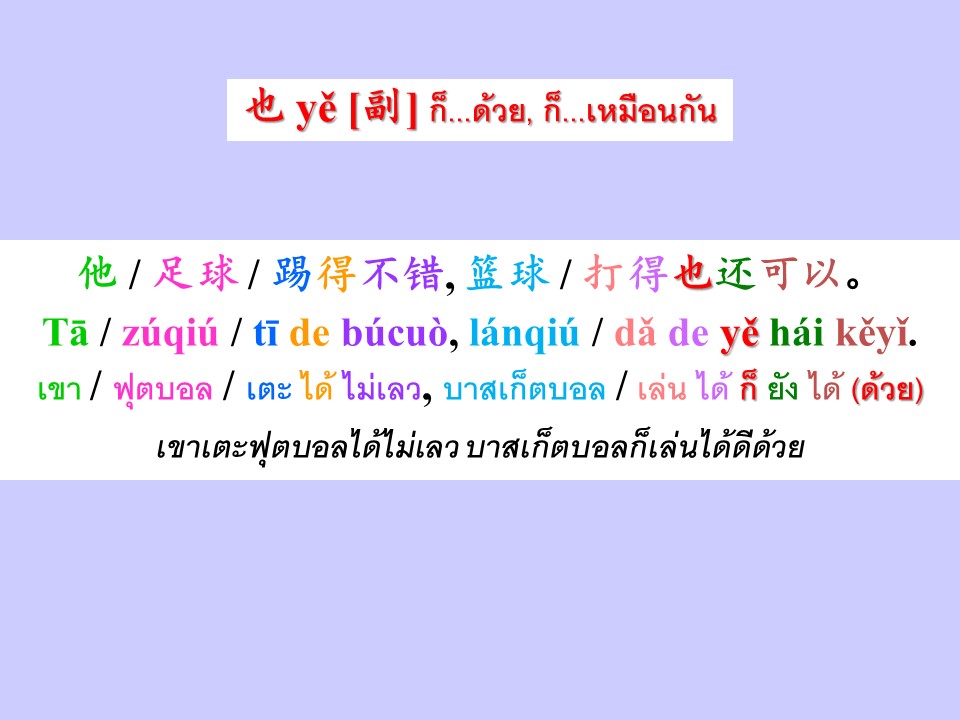 也 yě [副] ก็...ด้วย, ก็...เหมือนกัน
他 / 足球 / 踢得不错, 篮球 / 打得也还可以。
Tā / zúqiú / tī de búcuò, lánqiú / dǎ de yě hái kěyǐ.
เขา / ฟุตบอล / เตะ ได้ ไม่เลว, บาสเก็ตบอล / เล่น ได้ ก็ ยัง ได้ (ด้วย)
เขาเตะฟุตบอลได้ไม่เลว บาสเก็ตบอลก็เล่นได้ดีด้วย